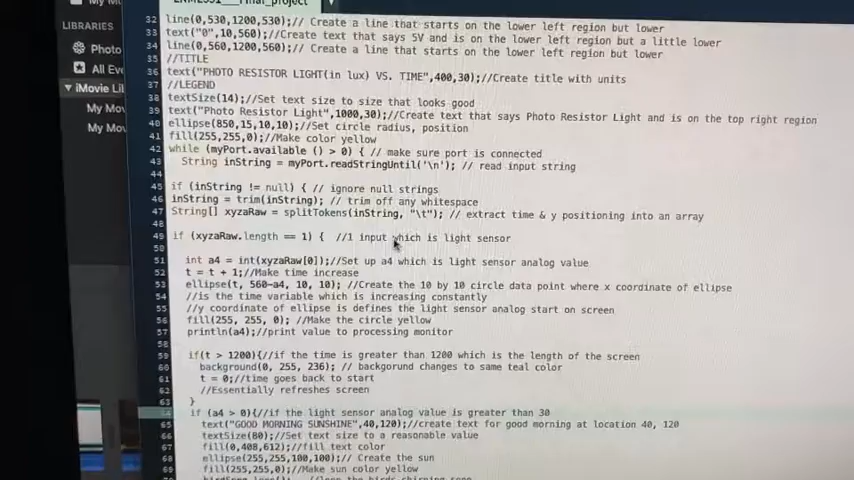 LIBRARIES
Photo
All Eve
iMovie Lib
My Mo
My Mo
32 line(0,530,1200,530);// Create a line that starts on the lower left region but lower
33 text("0",10,560);//Create text that says 5V and is on the lower left region but a little lower
34 line(0,560,1200,560);// Create a line that starts on the lower left region but lower
35 //TITLE
36 text("PHOTO RESISTOR LIGHT(in lux) VS. TIME",400,30);//Create title with units
37 //LEGEND
38 textSize(14);//Set text size to size that looks good
39 text("Photo Resistor Light",1000,30);//Create text that says Photo Resistor Light and is on the top right region
40 ellipse(850,15,10,10);//Set circle radius, position
41 fill(255,255,0);//Make color yellow
42 while (myPort.available () > 0) { // make sure port is connected
43 String inString = myPort.readStringUntil('\n'); // read input string
44
45 if (inString != null) { // ignore null strings
46 inString = trim(inString); // trim off any whitespace
47 String[] xyzaRaw = splitTokens(inString, "\t"); // extract time & y positioning into an array
48
49 if (xyzaRaw.length == 1) { //1 input which is light sensor
50
51 int a4 = int(xyzaRaw[0]);//Set up a4 which is light sensor analog value
52 t = t + 1;//Make time increase
53 ellipse(t, 560-a4, 10, 10);//Create the 10 by 10 circle data point where x coordinate of ellipse
54 //is the time variable which is increasing constantly
55 //y coordinate of ellipse is defines the light sensor analog start on screen
56 fill(255, 255, 0); //Make the circle yellow
57 println(a4);//print value to processing monitor
58
59 if(t > 1200){//if the time is greater than 1200 which is the length of the screen
60 background(0, 255, 236); // backgorund changes to same teal color
61 t = 0;//time goes back to start
62 //Essentially refreshes screen
63 }
64 if (a4 > 0){//if the light sensor analog value is greater than 30
65 text("GOOD MORNING SUNSHINE",40,120);//create text for good morning at location 40, 120
66 textSize(80);//Set text size to a reasonable value
67 fill(0,408,612);//fill text color
68 ellipse(255,255,100,100);// Create the sun
69 fill(255,255,0);//Make sun color yellow